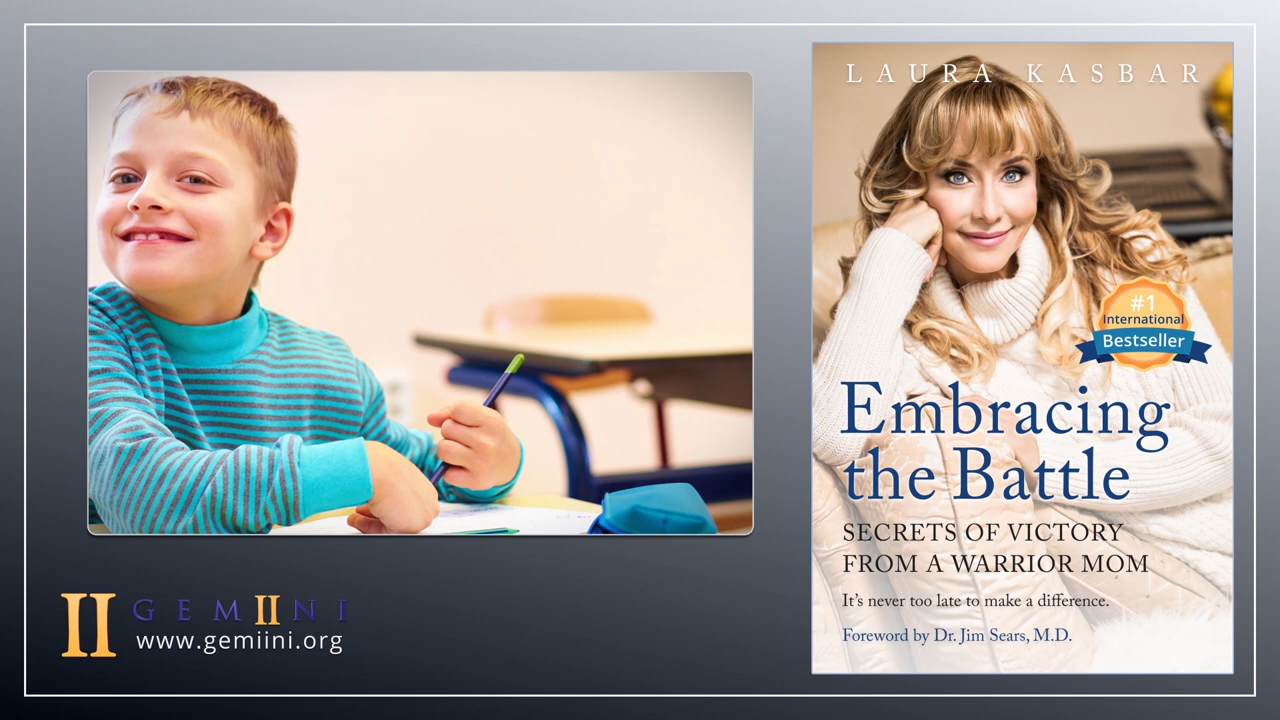 LAURA KASBAR
#1
International
Bestseller
Embracing
the Battle
SECRETS OF VICTORY
FROM A WARRIOR MOM
It's never too late to make a difference.
Foreword by Dr. Jim Sears, M.D.
II GEMIINI
www.gemiini.org